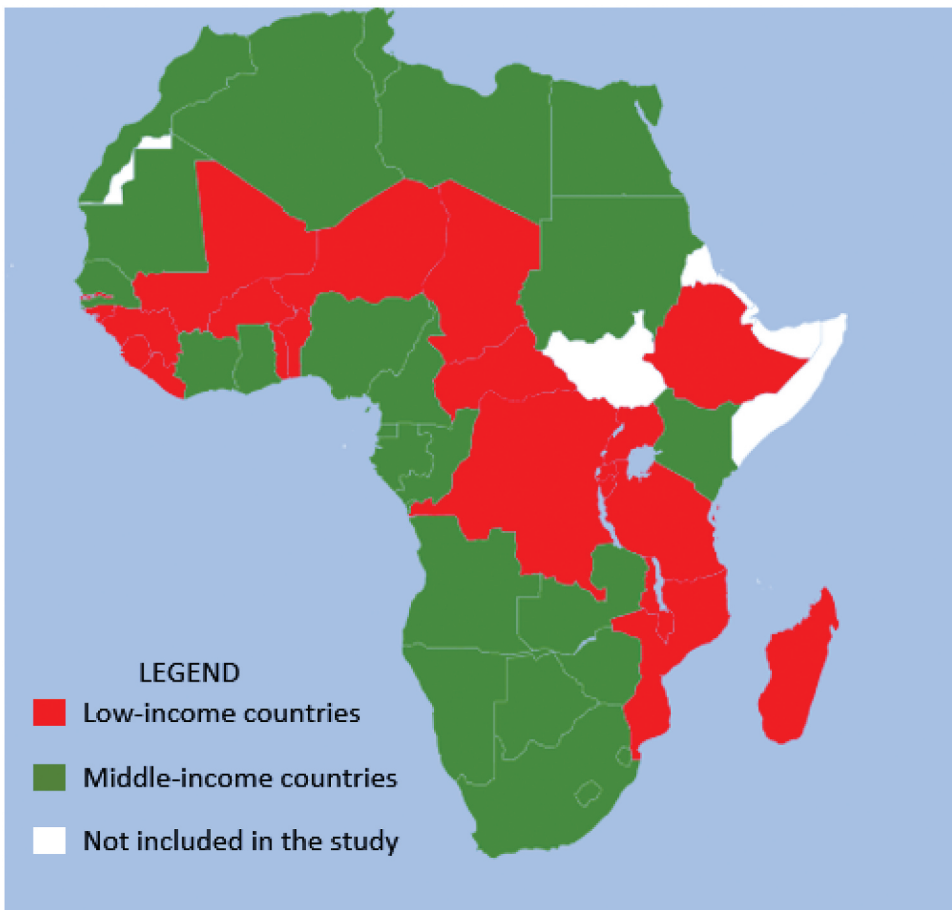 LEGEND
Low-income countries
Middle-income countries
Not included in the study